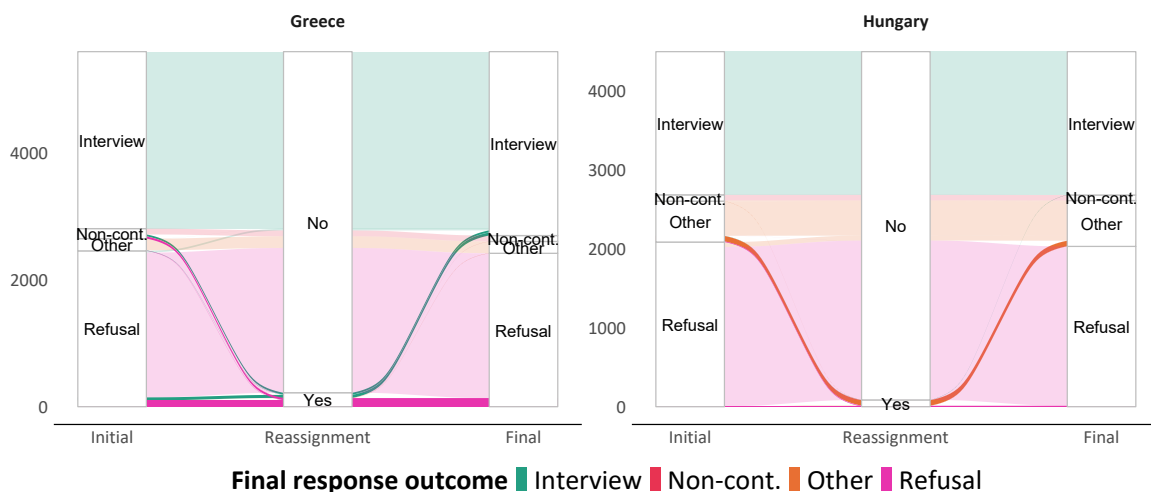 Greece
Hungary
4000
2000
0
Interview
Non-cont.
Other
Refusal
No
Yes
Interview
Non-cont.
Other
Refusal
Initial
Reassignment
Final
4000
3000
2000
1000
0
Interview
Non-cont.
Other
Refusal
No
Yes
Interview
Non-cont.
Other
Refusal
Initial
Reassignment
Final
Final response outcome Interview Non-cont. Other Refusal